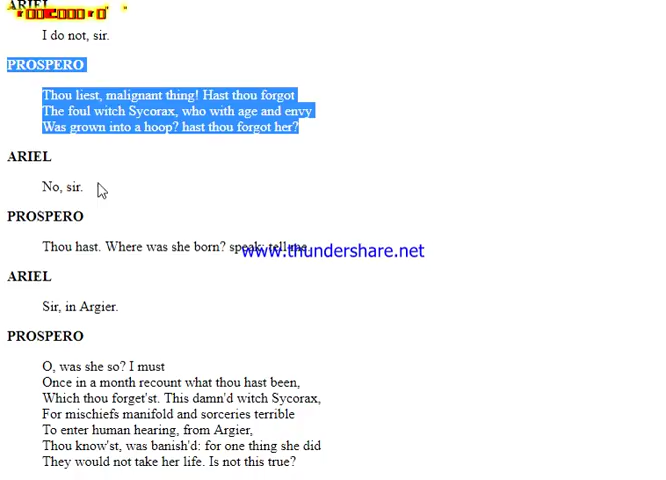 ARIEL
I do not, sir.
PROSPERO
Thou liest, malignant thing! Hast thou forgot
The foul witch Sycorax, who with age and envy
Was grown into a hoop? hast thou forgot her?
ARIEL
No, sir.
PROSPERO
Thou hast. Where was she born? speak; tell me.
www.thundershare.net
ARIEL
Sir, in Argier.
PROSPERO
O, was she so? I must
Once in a month recount what thou hast been,
Which thou forget'st. This damn'd witch Sycorax,
For mischiefs manifold and sorceries terrible
To enter human hearing, from Argier,
Thou know'st, was banish'd: for one thing she did
They would not take her life. Is not this true?